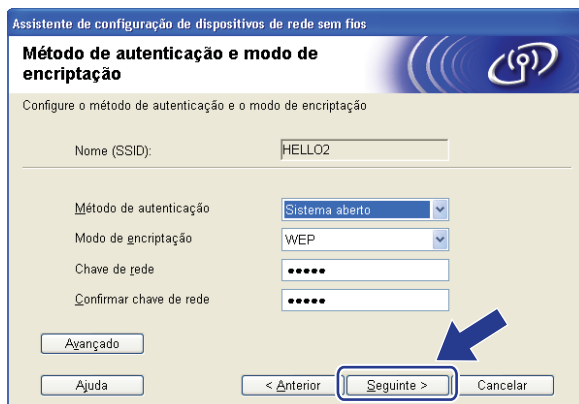 Assistente de configuração de dispositivos de rede sem fios
Método de autenticação e modo de
encriptação
Configure o método de autenticação e o modo de encriptação
Nome (SSID): HELLO2
Método de autenticação Sistema aberto
Modo de encriptação WEP
Chave de rede •••••
Confirmar chave de rede •••••
Avançado
Ajuda < Anterior Seguinte > Cancelar